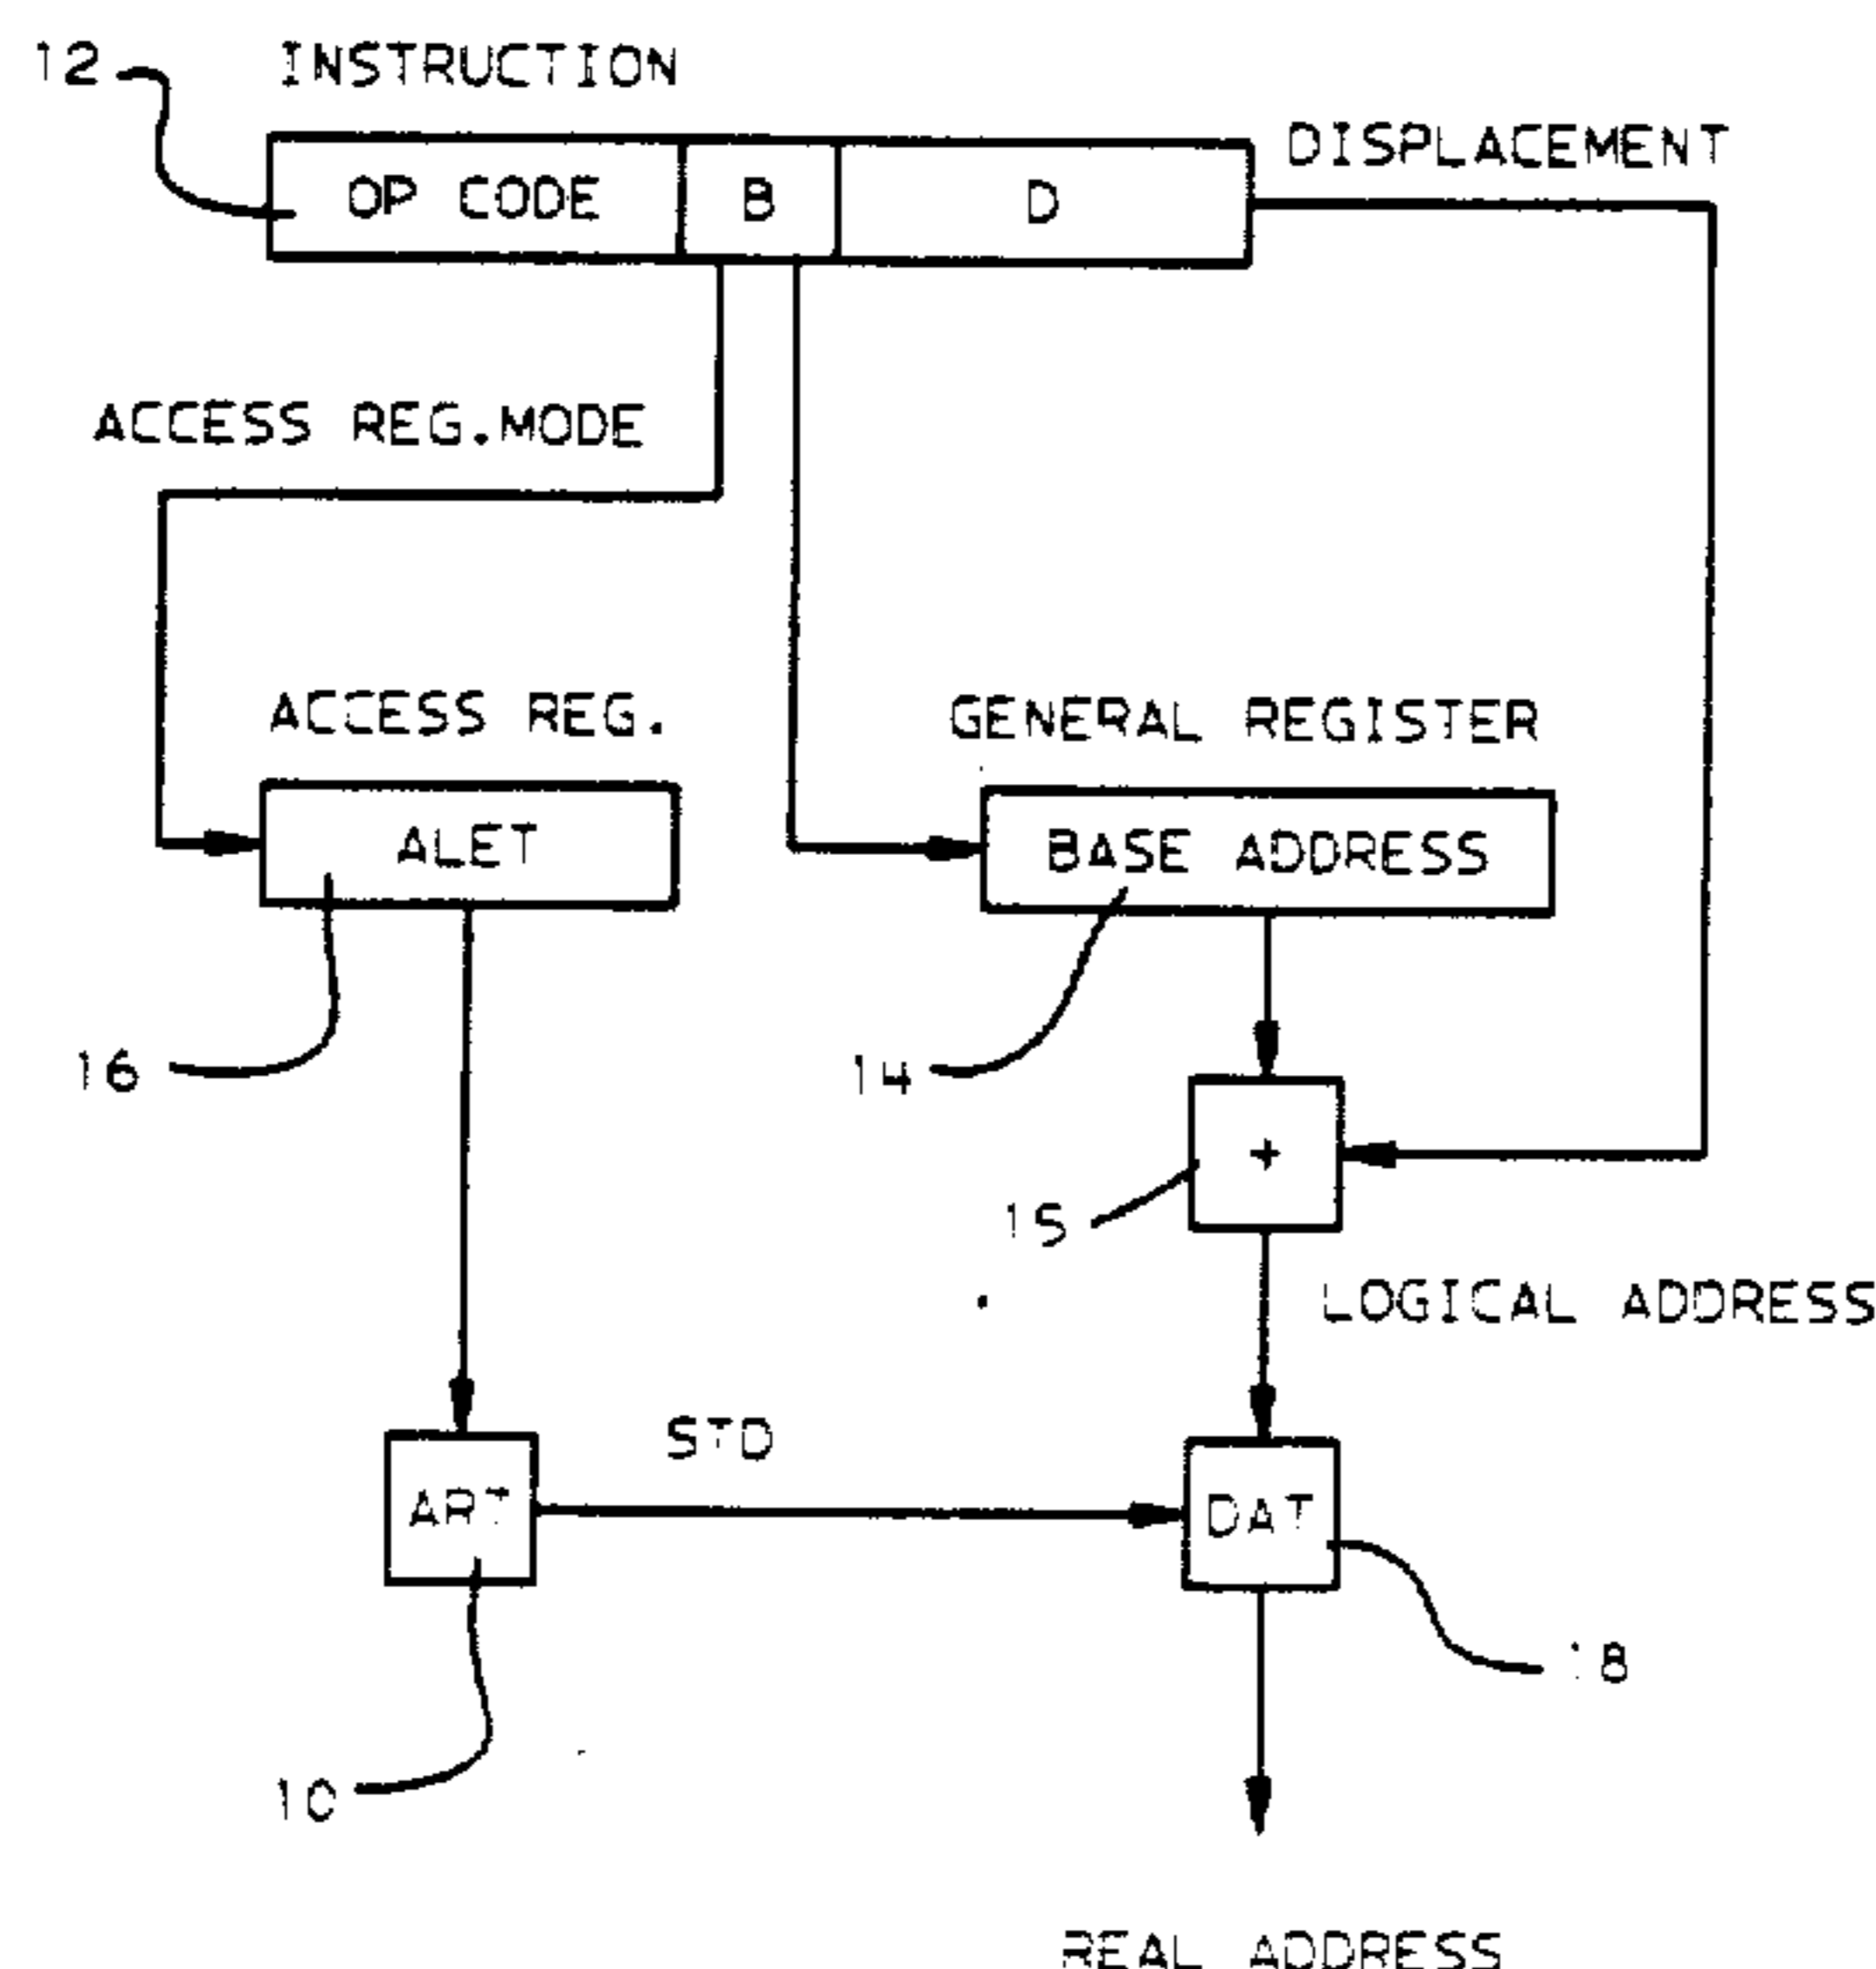 12 INSTRUCTION
DISPLACEMENT
OP CODE B D
ACCESS REG.MODE
ACCESS REG.
GENERAL REGISTER
ALET
BASE ADDRESS
16
14
+
15
LOGICAL ADDRESS
STD
ART
DAT
18
10
REAL ADDRESS